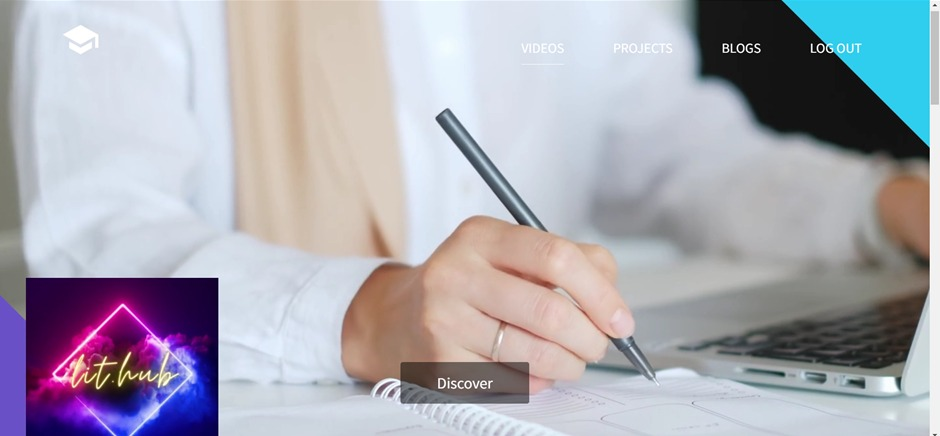 VIDEOS PROJECTS BLOGS LOG OUT
Discover
lit.hub